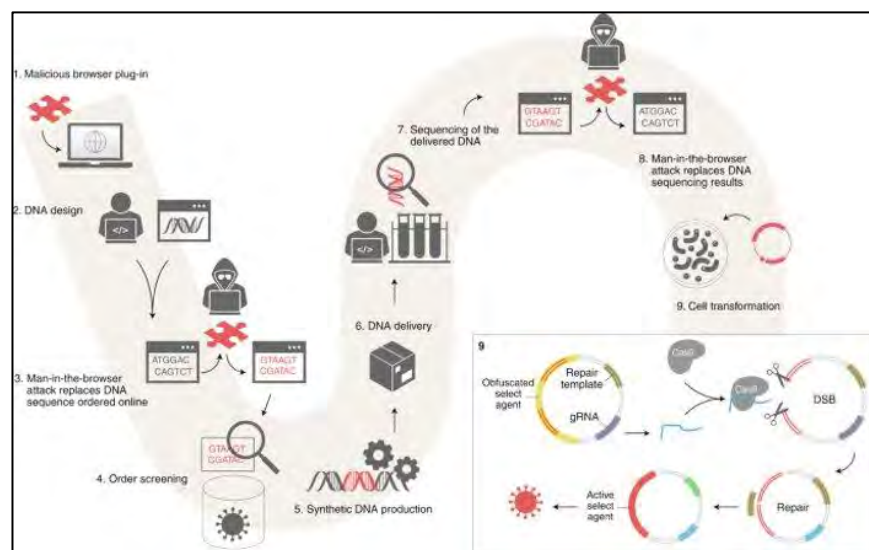 1. Malicious browser plug-in
2. DNA design
ATGGAC
CAGTCT
GTAAGT
CGATAC
3. Man-in-the-browser
attack replaces DNA
sequence ordered online
GTAAGT
CGATAC
4. Order screening
5. Synthetic DNA production
6. DNA delivery
7. Sequencing of the
delivered DNA
GTAAGT
CGATAC
ATGGAC
CAGTCT
8. Man-in-the-browser
attack replaces DNA
sequencing results
9. Cell transformation
9
Obfuscated
select agent
Repair
template
gRNA
Cas9
Cas9
DSB
Repair
Active
select
agent